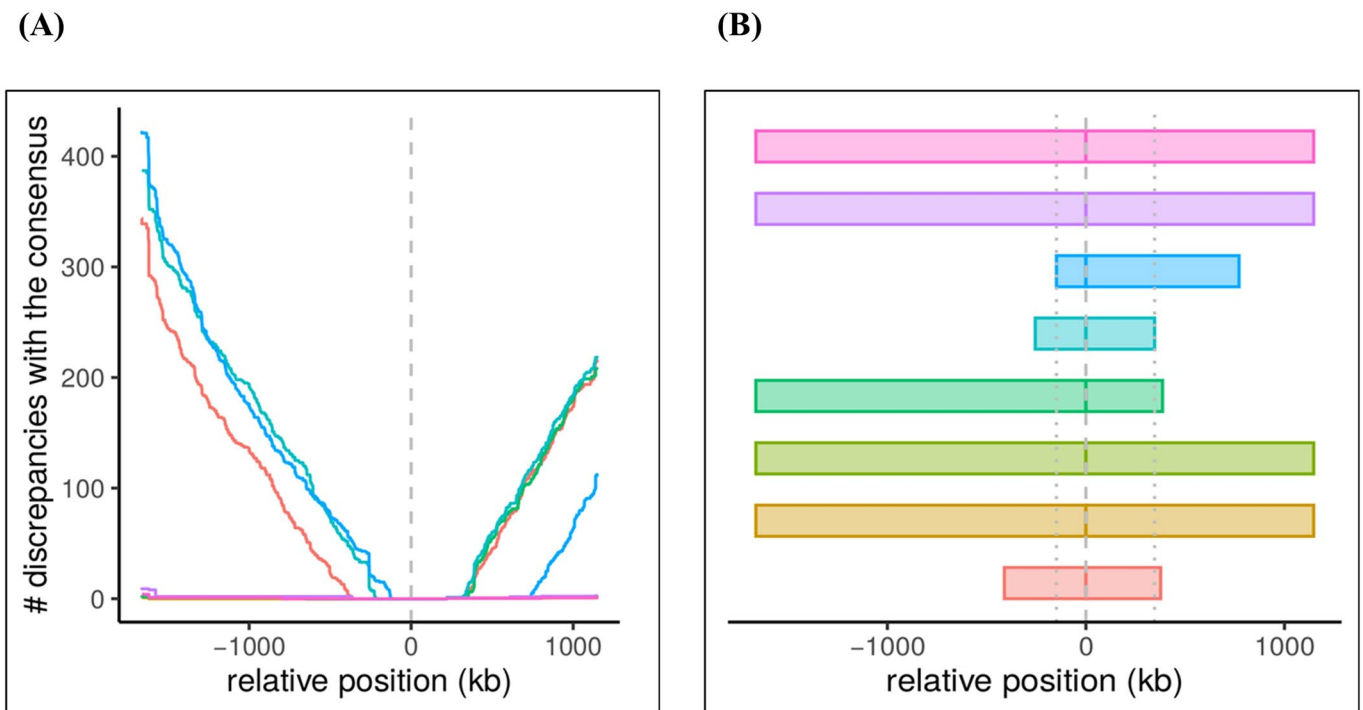 (A)
(B)
# discrepancies with the consensus
400
300
200
100
0
−1000
0
1000
relative position (kb)
−1000
0
1000
relative position (kb)